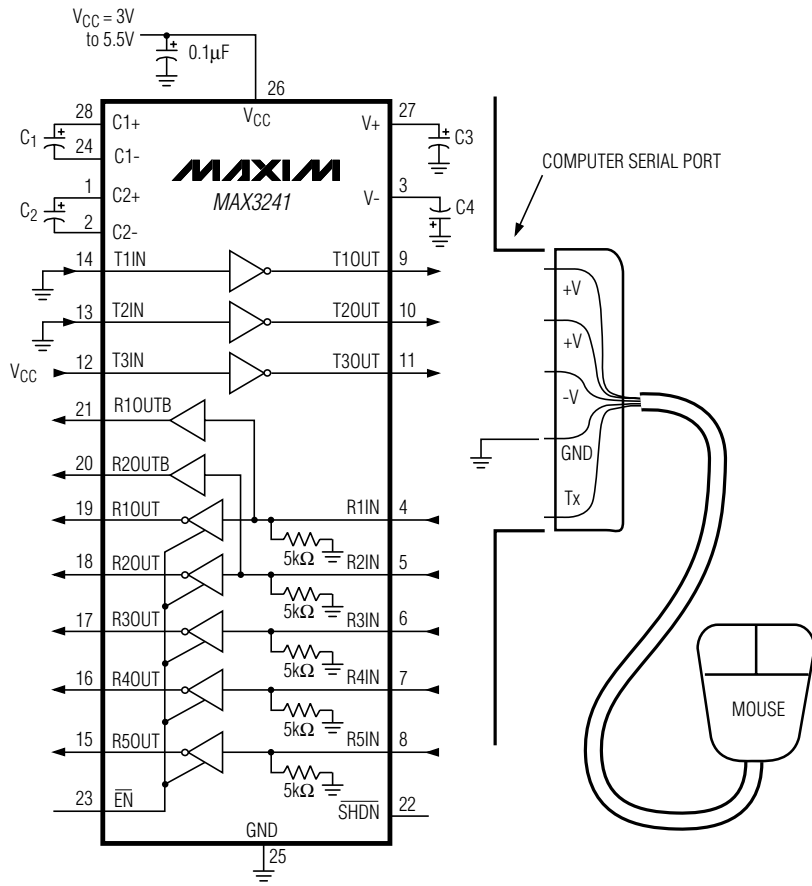 VCC = 3V
to 5.5V
0.1µF
26
VCC
28 C1+
C1
24 C1-
1 C2+
C2
2 C2-
V+ 27
C3
V- 3
C4
MAXIM
MAX3241
14 T1IN T1OUT 9
13 T2IN T2OUT 10
VCC 12 T3IN T3OUT 11
21 R1OUTB
20 R2OUTB
19 R1OUT R1IN 4
5kΩ
18 R2OUT R2IN 5
5kΩ
17 R3OUT R3IN 6
5kΩ
16 R4OUT R4IN 7
5kΩ
15 R5OUT R5IN 8
5kΩ
23 EN
SHDN 22
GND
25
COMPUTER SERIAL PORT
+V
+V
-V
GND
Tx
MOUSE